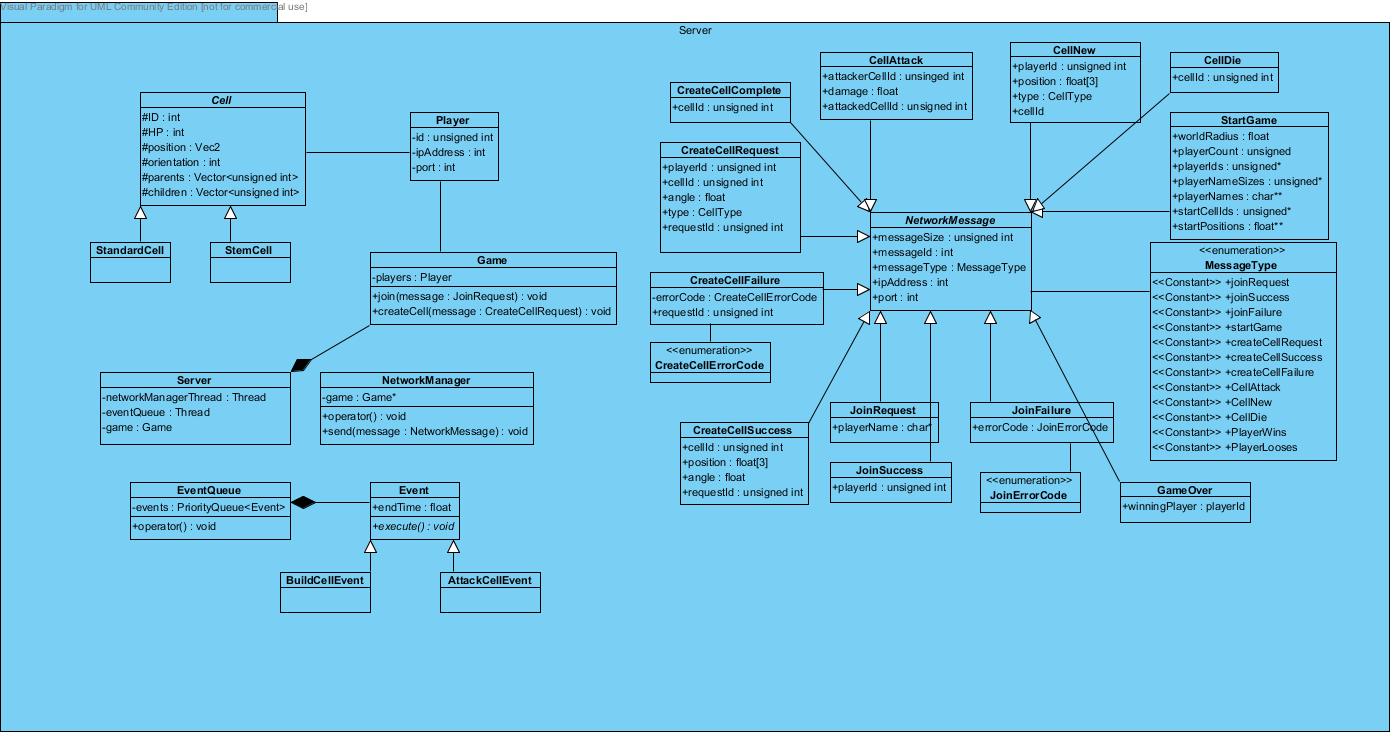 Visual Paradigm for UML Community Edition [not for commercial use]
Server
Cell
#ID : int
#HP : int
#position : Vec2
#orientation : int
#parents : Vector<unsigned int>
#children : Vector<unsigned int>
StandardCell
StemCell
Player
-id : unsigned int
-ipAddress : int
-port : int
Game
-players : Player
+join(message : JoinRequest) : void
+createCell(message : CreateCellRequest) : void
Server
-networkManagerThread : Thread
-eventQueue : Thread
-game : Game
NetworkManager
-game : Game*
+operator() : void
+send(message : NetworkMessage) : void
EventQueue
-events : PriorityQueue<Event>
+operator() : void
Event
+endTime : float
+execute() : void
BuildCellEvent
AttackCellEvent
CreateCellComplete
+cellId : unsigned int
CellAttack
+attackerCellId : unsinged int
+damage : float
+attackedCellId : unsigned int
CellNew
+playerId : unsigned int
+position : float[3]
+type : CellType
+cellId
CellDie
+cellId : unsigned int
CreateCellRequest
+playerId : unsigned int
+cellId : unsigned int
+angle : float
+type : CellType
+requestId : unsigned int
StartGame
+worldRadius : float
+playerCount : unsigned
+playerIds : unsigned*
+playerNameSizes : unsigned*
+playerNames : char**
+startCellIds : unsigned*
+startPositions : float**
NetworkMessage
+messageSize : unsigned int
+messageId : int
+messageType : MessageType
+ipAddress : int
+port : int
CreateCellFailure
-errorCode : CreateCellErrorCode
+requestId : unsigned int
<<enumeration>>
CreateCellErrorCode
<<enumeration>>
MessageType
<<Constant>> +joinRequest
<<Constant>> +joinSuccess
<<Constant>> +joinFailure
<<Constant>> +startGame
<<Constant>> +createCellRequest
<<Constant>> +createCellSuccess
<<Constant>> +createCellFailure
<<Constant>> +CellAttack
<<Constant>> +CellNew
<<Constant>> +CellDie
<<Constant>> +PlayerWins
<<Constant>> +PlayerLooses
CreateCellSuccess
+cellId : unsigned int
+position : float[3]
+angle : float
+requestId : unsigned int
JoinRequest
+playerName : char*
JoinSuccess
+playerId : unsigned int
JoinFailure
+errorCode : JoinErrorCode
<<enumeration>>
JoinErrorCode
GameOver
+winningPlayer : playerId